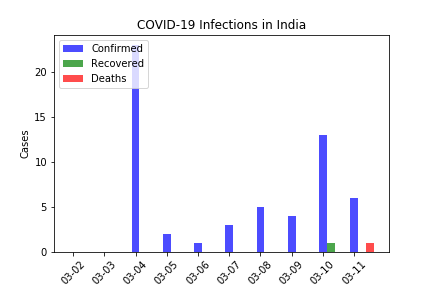 COVID-19 Infections in India
Confirmed
Recovered
Deaths
Cases
20
15
10
5
0
03-02 03-03 03-04 03-05 03-06 03-07 03-08 03-09 03-10 03-11